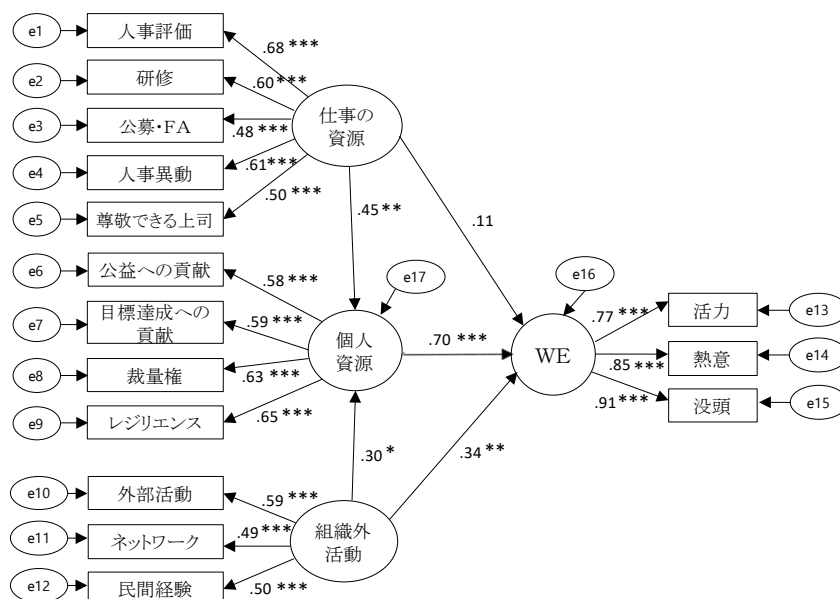 e1
人事評価
.68 ***
e2
研修
.60 ***
e3
公募・FA
.48 ***
仕事の
資源
e4
人事異動
.61 ***
e5
尊敬できる上司
.50 ***
.45 **
.11
e6
公益への貢献
.58 ***
e17
e16
e7
目標達成への
貢献
.59 ***
個人
資源
.70 ***
WE
.77 ***
活力
e13
e8
裁量権
.63 ***
.85 ***
熱意
e14
e9
レジリエンス
.65 ***
.91 ***
没頭
e15
.30 *
.34 **
e10
外部活動
.59 ***
e11
ネットワーク
.49 ***
組織外
活動
e12
民間経験
.50 ***